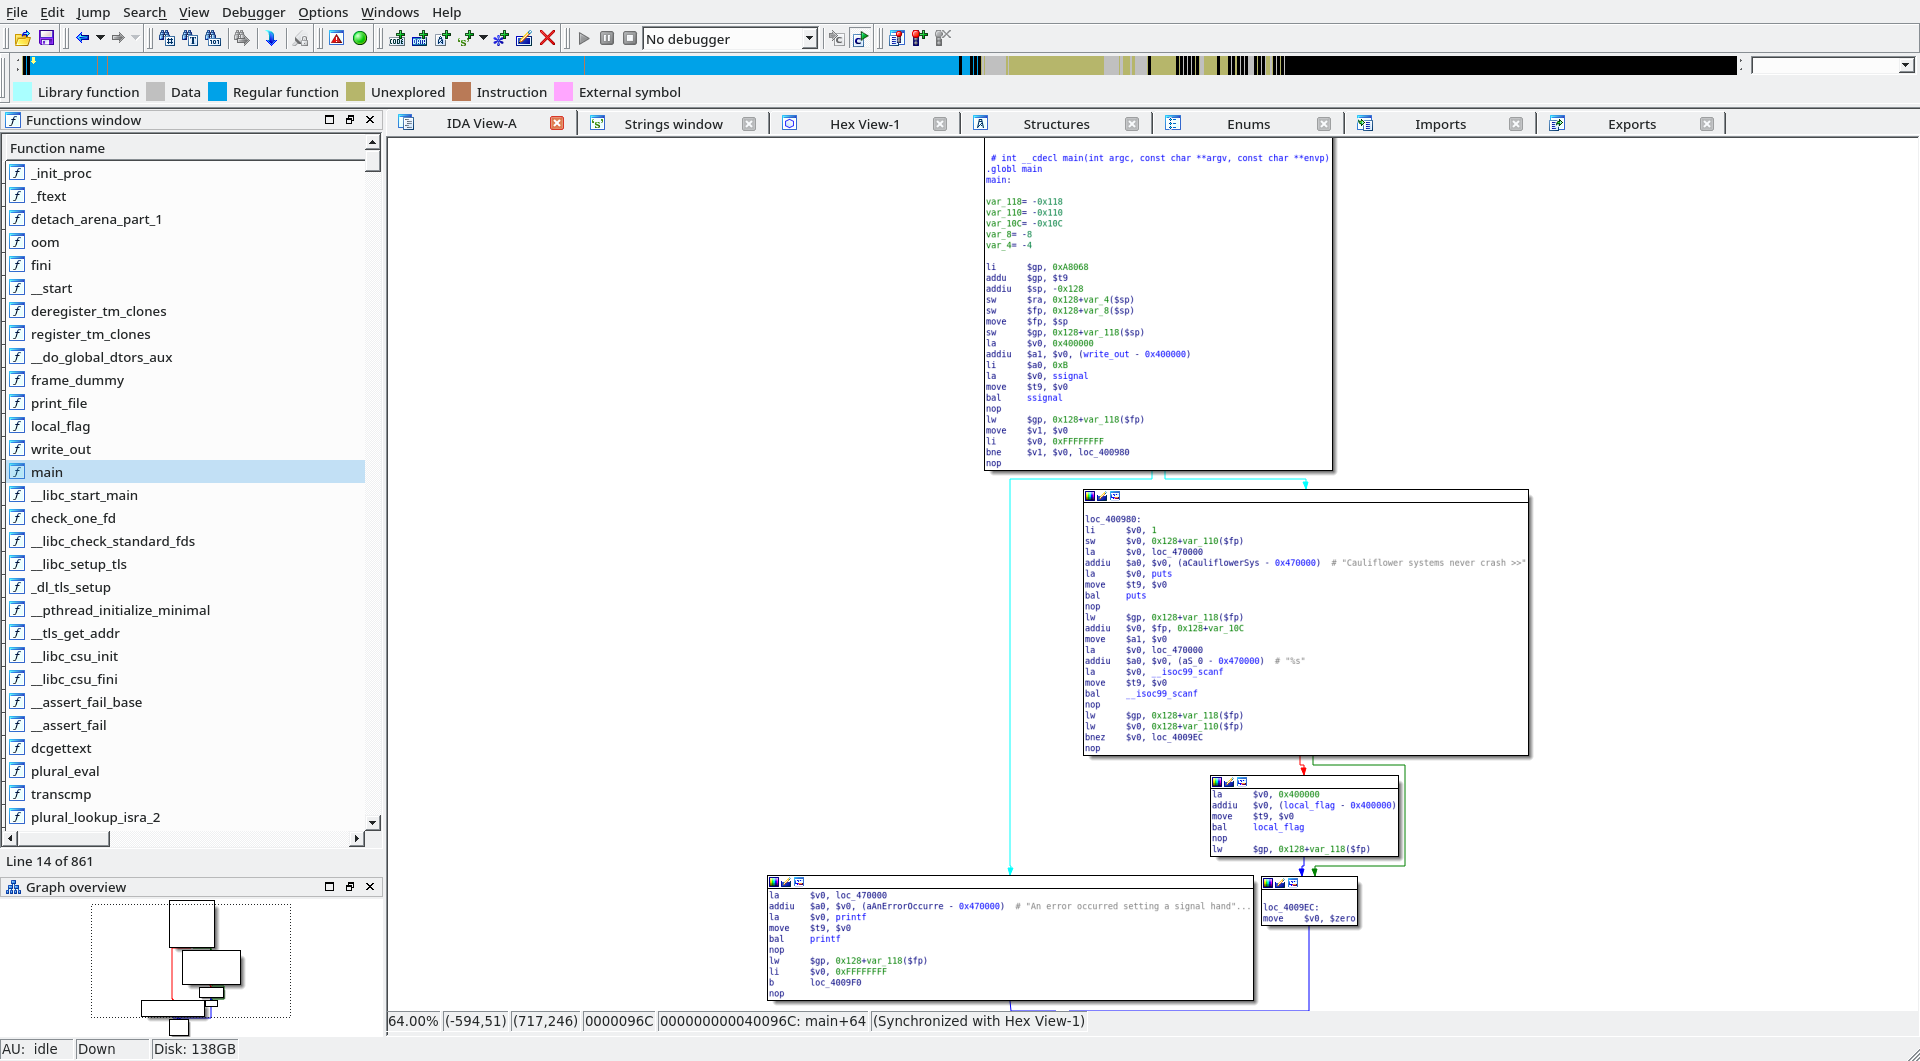 File Edit Jump Search View Debugger Options Windows Help
No debugger
Library function Data Regular function Unexplored Instruction External symbol
Functions window
IDA View-A Strings window Hex View-1 Structures Enums Imports Exports
Function name
_init_proc
_ftext
detach_arena_part_1
oom
fini
__start
deregister_tm_clones
register_tm_clones
__do_global_dtors_aux
frame_dummy
print_file
local_flag
write_out
main
__libc_start_main
check_one_fd
__libc_check_standard_fds
__libc_setup_tls
_dl_tls_setup
__pthread_initialize_minimal
__tls_get_addr
__libc_csu_init
__libc_csu_fini
__assert_fail_base
__assert_fail
dcgettext
plural_eval
transcmp
plural_lookup_isra_2
Line 14 of 861
Graph overview
# int __cdecl main(int argc, const char **argv, const char **envp)
.globl main
main:
var_118= -0x118
var_110= -0x110
var_10C= -0x10C
var_8= -8
var_4= -4
li $gp, 0xA8068
addu $gp, $t9
addiu $sp, -0x128
sw $ra, 0x128+var_4($sp)
sw $fp, 0x128+var_8($sp)
move $fp, $sp
sw $gp, 0x128+var_118($sp)
la $v0, 0x400000
addiu $a1, $v0, (write_out - 0x400000)
li $a0, 0xB
la $v0, ssignal
move $t9, $v0
bal ssignal
nop
lw $gp, 0x128+var_118($fp)
move $v1, $v0
li $v0, 0xFFFFFFFF
bne $v1, $v0, loc_400980
nop
loc_400980:
li $v0, 1
sw $v0, 0x128+var_110($fp)
la $v0, loc_470000
addiu $a0, $v0, (aCauliflowerSys - 0x470000) # "Cauliflower systems never crash >>"
la $v0, puts
move $t9, $v0
bal puts
nop
lw $gp, 0x128+var_118($fp)
addiu $v0, $fp, 0x128+var_10C
move $a1, $v0
la $v0, loc_470000
addiu $a0, $v0, (aS_0 - 0x470000) # "%s"
la $v0, __isoc99_scanf
move $t9, $v0
bal __isoc99_scanf
nop
lw $gp, 0x128+var_118($fp)
lw $v0, 0x128+var_110($fp)
bnez $v0, loc_4009EC
nop
la $v0, 0x400000
addiu $v0, (local_flag - 0x400000)
move $t9, $v0
bal local_flag
nop
lw $gp, 0x128+var_118($fp)
la $v0, loc_470000
addiu $a0, $v0, (aAnErrorOccurre - 0x470000) # "An error occurred setting a signal hand"...
la $v0, printf
move $t9, $v0
bal printf
nop
lw $gp, 0x128+var_118($fp)
li $v0, 0xFFFFFFFF
b loc_4009F0
nop
loc_4009EC:
move $v0, $zero
64.00% (-594,51) (717,246) 0000096C 000000000040096C: main+64 (Synchronized with Hex View-1)
AU: idle Down Disk: 138GB